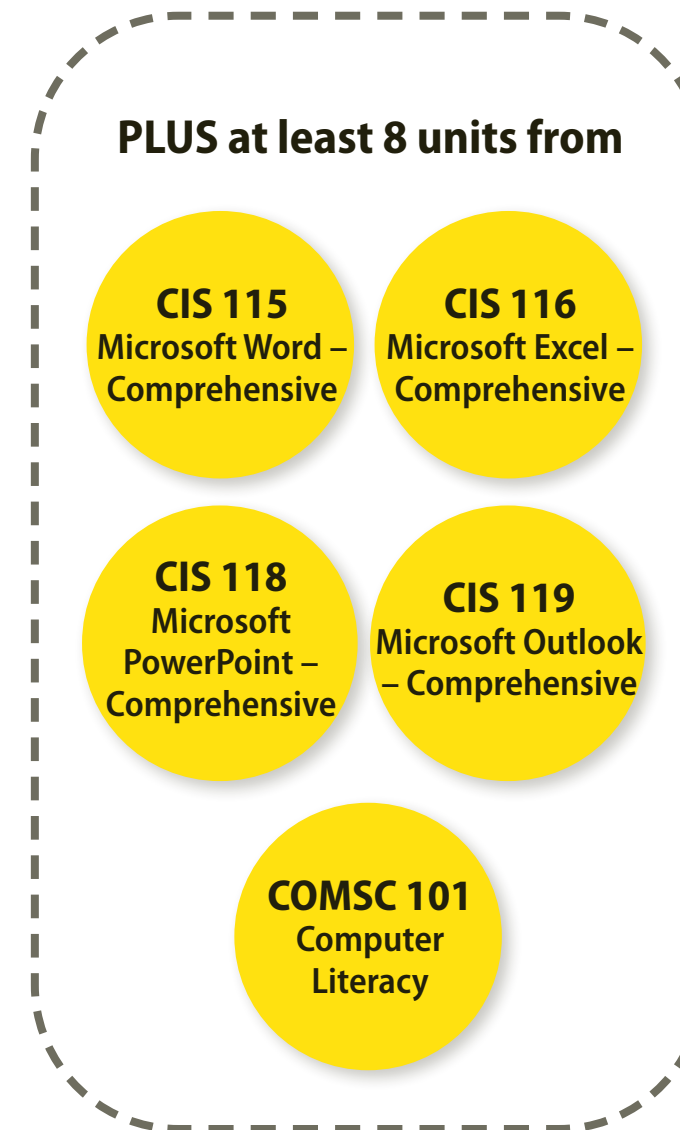 PLUS at least 8 units from
CIS 115
Microsoft Word –
Comprehensive
CIS 116
Microsoft Excel –
Comprehensive
CIS 118
Microsoft
PowerPoint –
Comprehensive
CIS 119
Microsoft Outlook
– Comprehensive
COMSC 101
Computer
Literacy